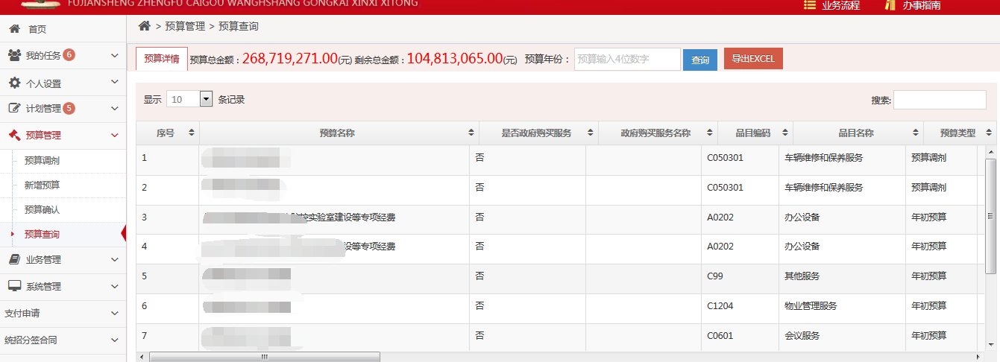 FUJIANSHENG ZHENGFU CAIGOU WANGHSHANG GONGKAI XINXI XITONG
业务流程 办事指南
首页
我的任务 6
个人设置
计划管理 5
预算管理
预算调剂
新增预算
预算确认
预算查询
业务管理
系统管理
支付申请
统招分签合同
> 预算管理 > 预算查询
预算详情 预算总金额：268,719,271.00(元) 剩余总金额：104,813,065.00(元) 预算年份： 预算输入4位数字 查询 导出EXCEL
显示 10 条记录 搜索:
序号 预算名称 是否政府购买服务 政府购买服务名称 品目编码 品目名称 预算类型
1 否 C050301 车辆维修和保养服务 预算调剂
2 否 C050301 车辆维修和保养服务 预算调剂
3 实验室建设等专项经费 否 A0202 办公设备 年初预算
4 设等专项经费 否 A0202 办公设备 年初预算
5 否 C99 其他服务 年初预算
6 否 C1204 物业管理服务 年初预算
7 否 C0601 会议服务 年初预算